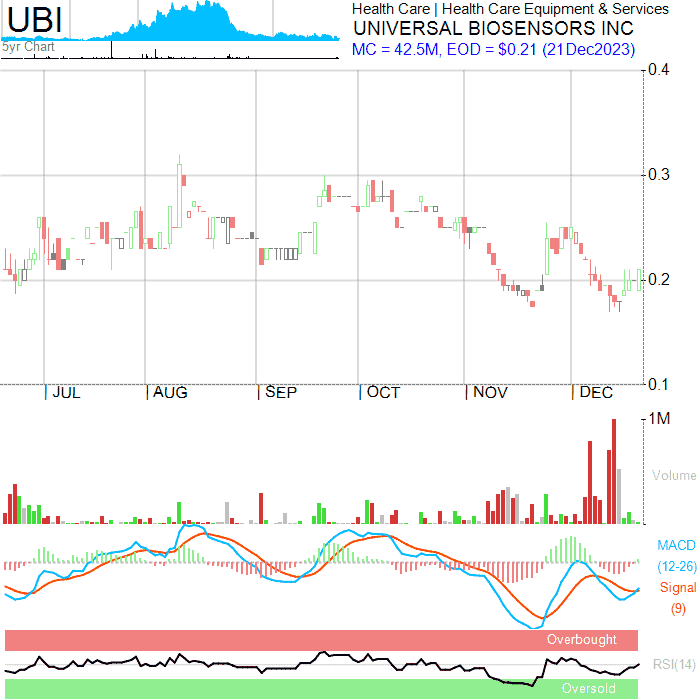 UBI
5yr Chart
Health Care | Health Care Equipment & Services
UNIVERSAL BIOSENSORS INC
MC = 42.5M, EOD = $0.21 (21Dec2023)
0.4
0.3
0.2
0.1
| JUL | AUG | SEP | OCT | NOV | DEC
1M
Volume
MACD
(12-26)
Signal
(9)
Overbought
RSI(14)
Oversold